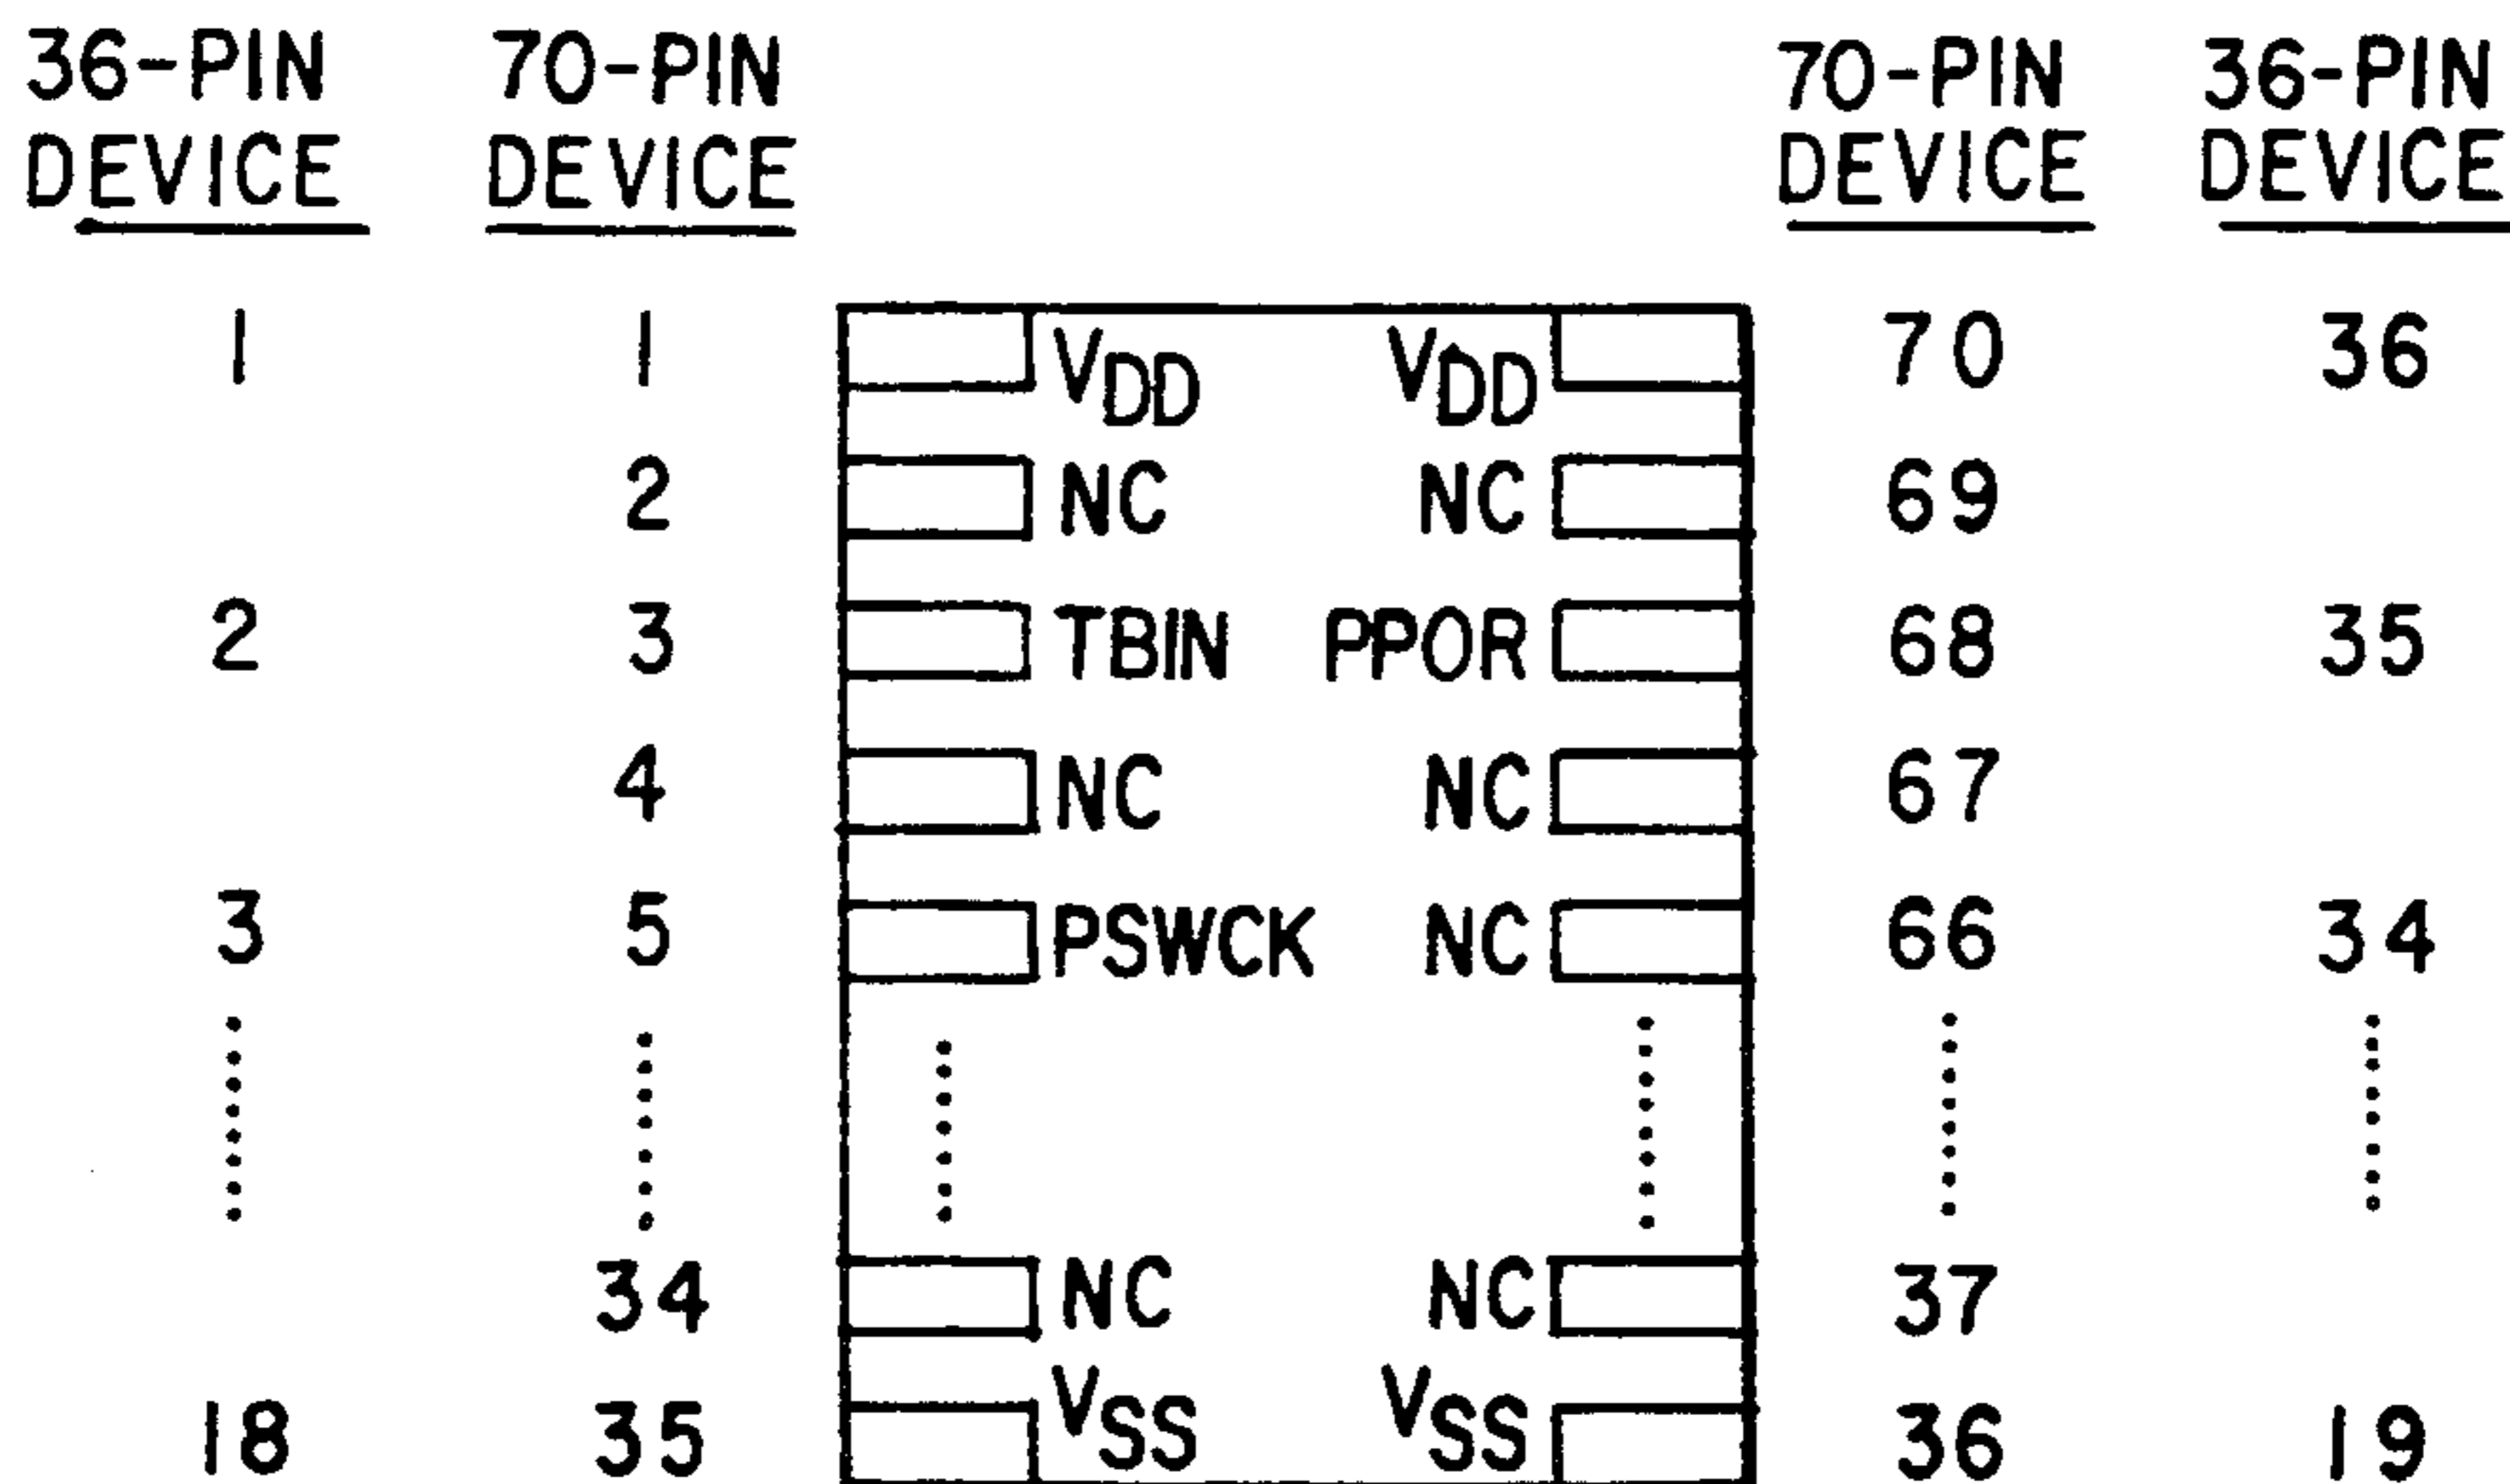 36-PIN 70-PIN 70-PIN 36-PIN
DEVICE DEVICE DEVICE DEVICE
1 1 VDD VDD 70 36
2 NC NC 69
2 3 TBIN PPOR 68 35
4 NC NC 67
3 5 PSWCK NC 66 34
34 NC NC 37
18 35 VSS VSS 36 19